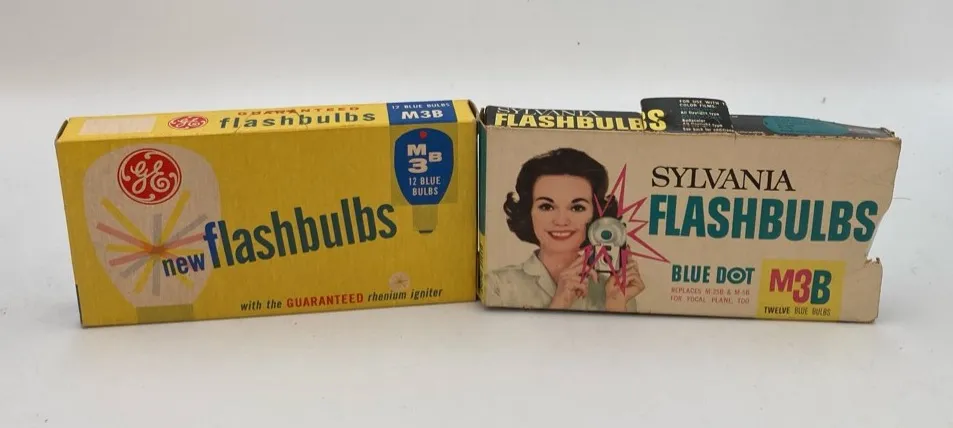 GE
GUARANTEED
flashbulbs
12 BLUE BULBS
M3B
GE
new flashbulbs
M3B
12 BLUE
BULBS
with the GUARANTEED rhenium igniter
SYLVANIA
FLASHBULBS
FOR USE WITH
COLOR FILMS:
SYLVANIA
FLASHBULBS
BLUE DOT
REPLACES M-25B & M-5B
FOR FOCAL PLANE, TOO
M3B
TWELVE BLUE BULBS